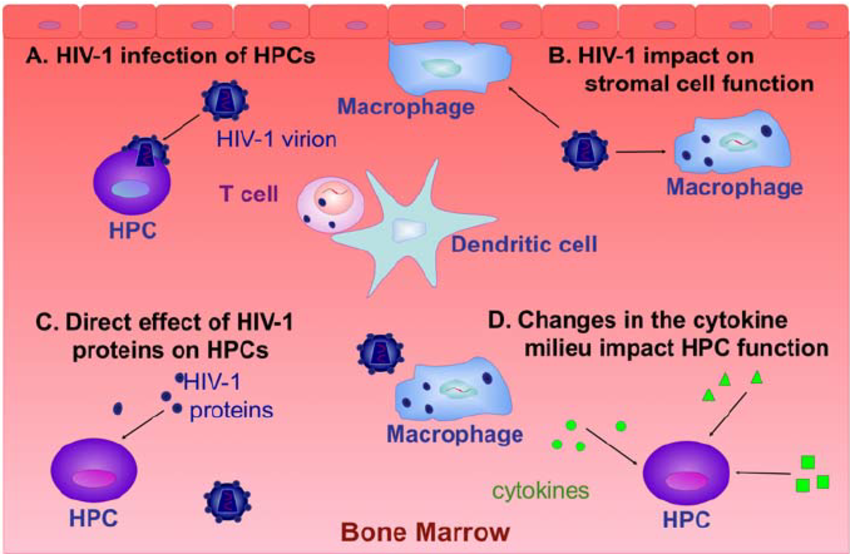 A. HIV-1 infection of HPCs
HIV-1 virion
HPC
Macrophage
B. HIV-1 impact on
stromal cell function
Macrophage
T cell
Dendritic cell
C. Direct effect of HIV-1
proteins on HPCs
HIV-1
proteins
HPC
Macrophage
D. Changes in the cytokine
milieu impact HPC function
cytokines
HPC
Bone Marrow